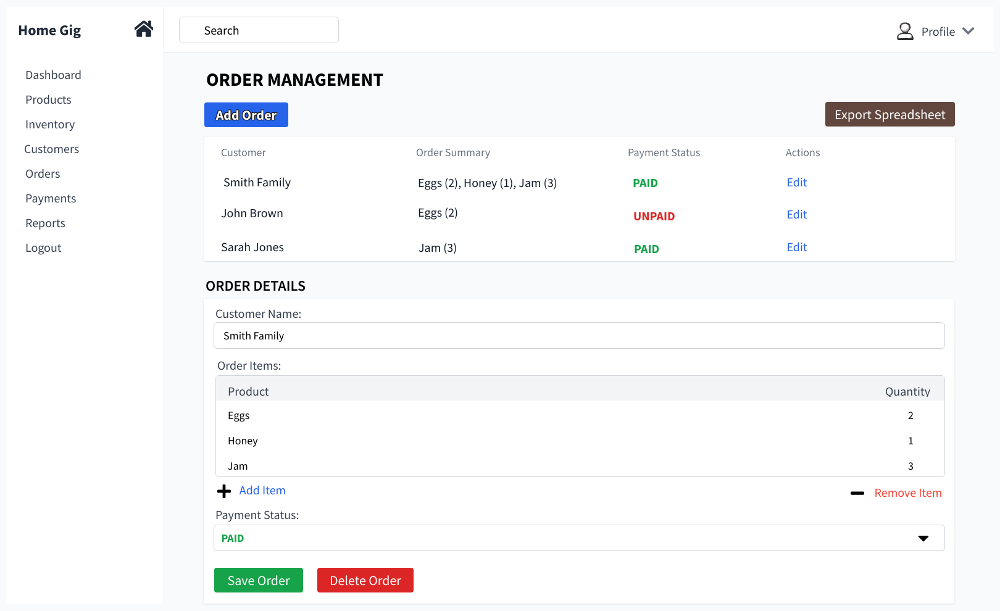 Home Gig
Search
Profile
Dashboard
Products
Inventory
Customers
Orders
Payments
Reports
Logout
ORDER MANAGEMENT
Add Order
Export Spreadsheet
Customer Order Summary Payment Status Actions
Smith Family Eggs (2), Honey (1), Jam (3) PAID Edit
John Brown Eggs (2) UNPAID Edit
Sarah Jones Jam (3) PAID Edit
ORDER DETAILS
Customer Name:
Smith Family
Order Items:
Product Quantity
Eggs 2
Honey 1
Jam 3
Add Item Remove Item
Payment Status:
PAID
Save Order Delete Order